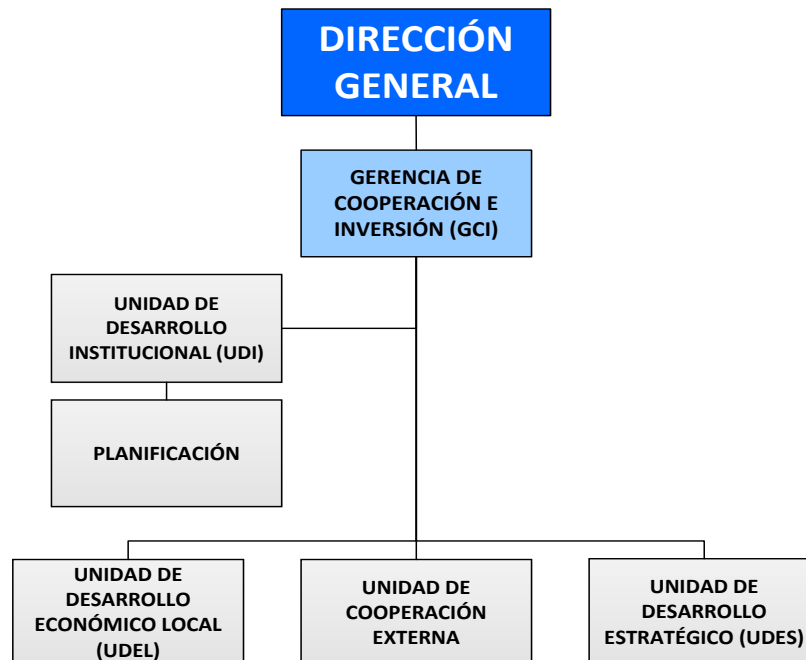 DIRECCIÓN
GENERAL
GERENCIA DE
COOPERACIÓN E
INVERSIÓN (GCI)
UNIDAD DE
DESARROLLO
INSTITUCIONAL (UDI)
PLANIFICACIÓN
UNIDAD DE
DESARROLLO
ECONÓMICO LOCAL
(UDEL)
UNIDAD DE
COOPERACIÓN
EXTERNA
UNIDAD DE
DESARROLLO
ESTRATÉGICO (UDES)